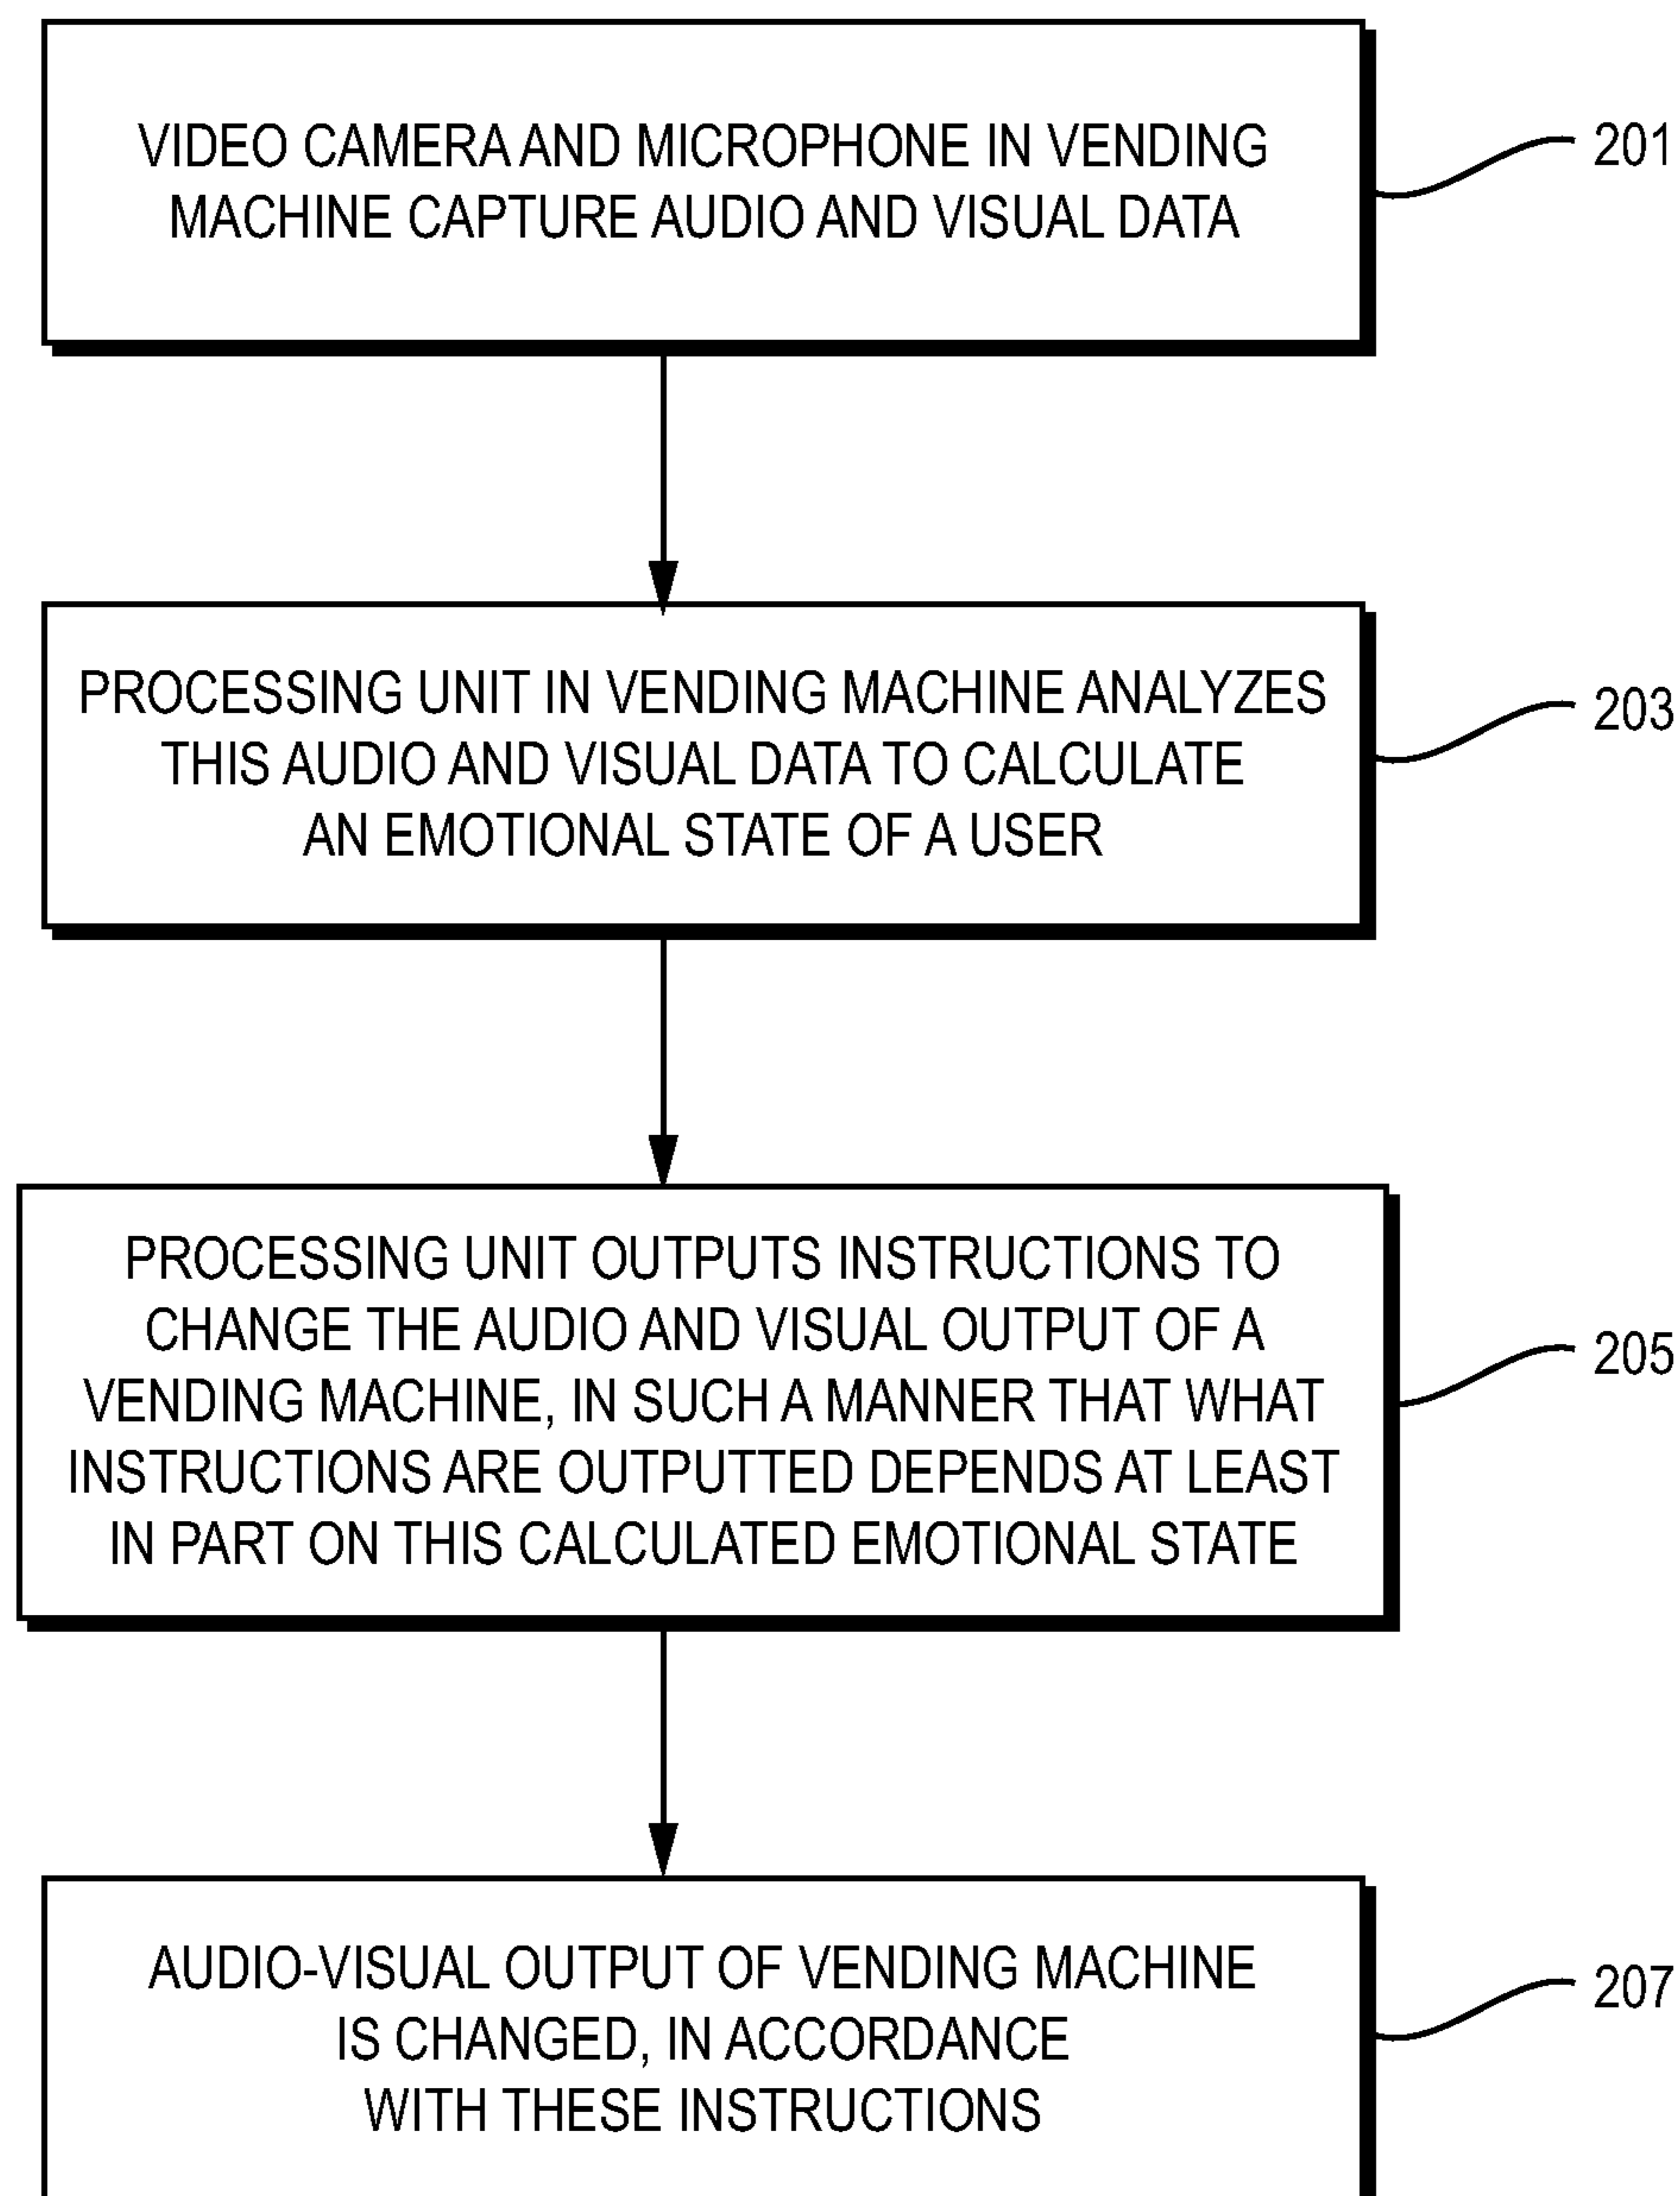 VIDEO CAMERA AND MICROPHONE IN VENDING
MACHINE CAPTURE AUDIO AND VISUAL DATA
201
PROCESSING UNIT IN VENDING MACHINE ANALYZES
THIS AUDIO AND VISUAL DATA TO CALCULATE
AN EMOTIONAL STATE OF A USER
203
PROCESSING UNIT OUTPUTS INSTRUCTIONS TO
CHANGE THE AUDIO AND VISUAL OUTPUT OF A
VENDING MACHINE, IN SUCH A MANNER THAT WHAT
INSTRUCTIONS ARE OUTPUTTED DEPENDS AT LEAST
IN PART ON THIS CALCULATED EMOTIONAL STATE
205
AUDIO-VISUAL OUTPUT OF VENDING MACHINE
IS CHANGED, IN ACCORDANCE
WITH THESE INSTRUCTIONS
207